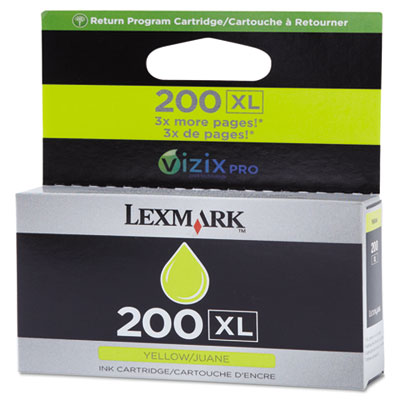 Return Program Cartridge/Cartouche à Retourner
200 XL
3x more pages!*
3x de pages!*
vizix PRO
LEXMARK™
200 XL
YELLOW/JUANE
INK CARTRIDGE/CARTOUCHE D'ENCRE
200
XL